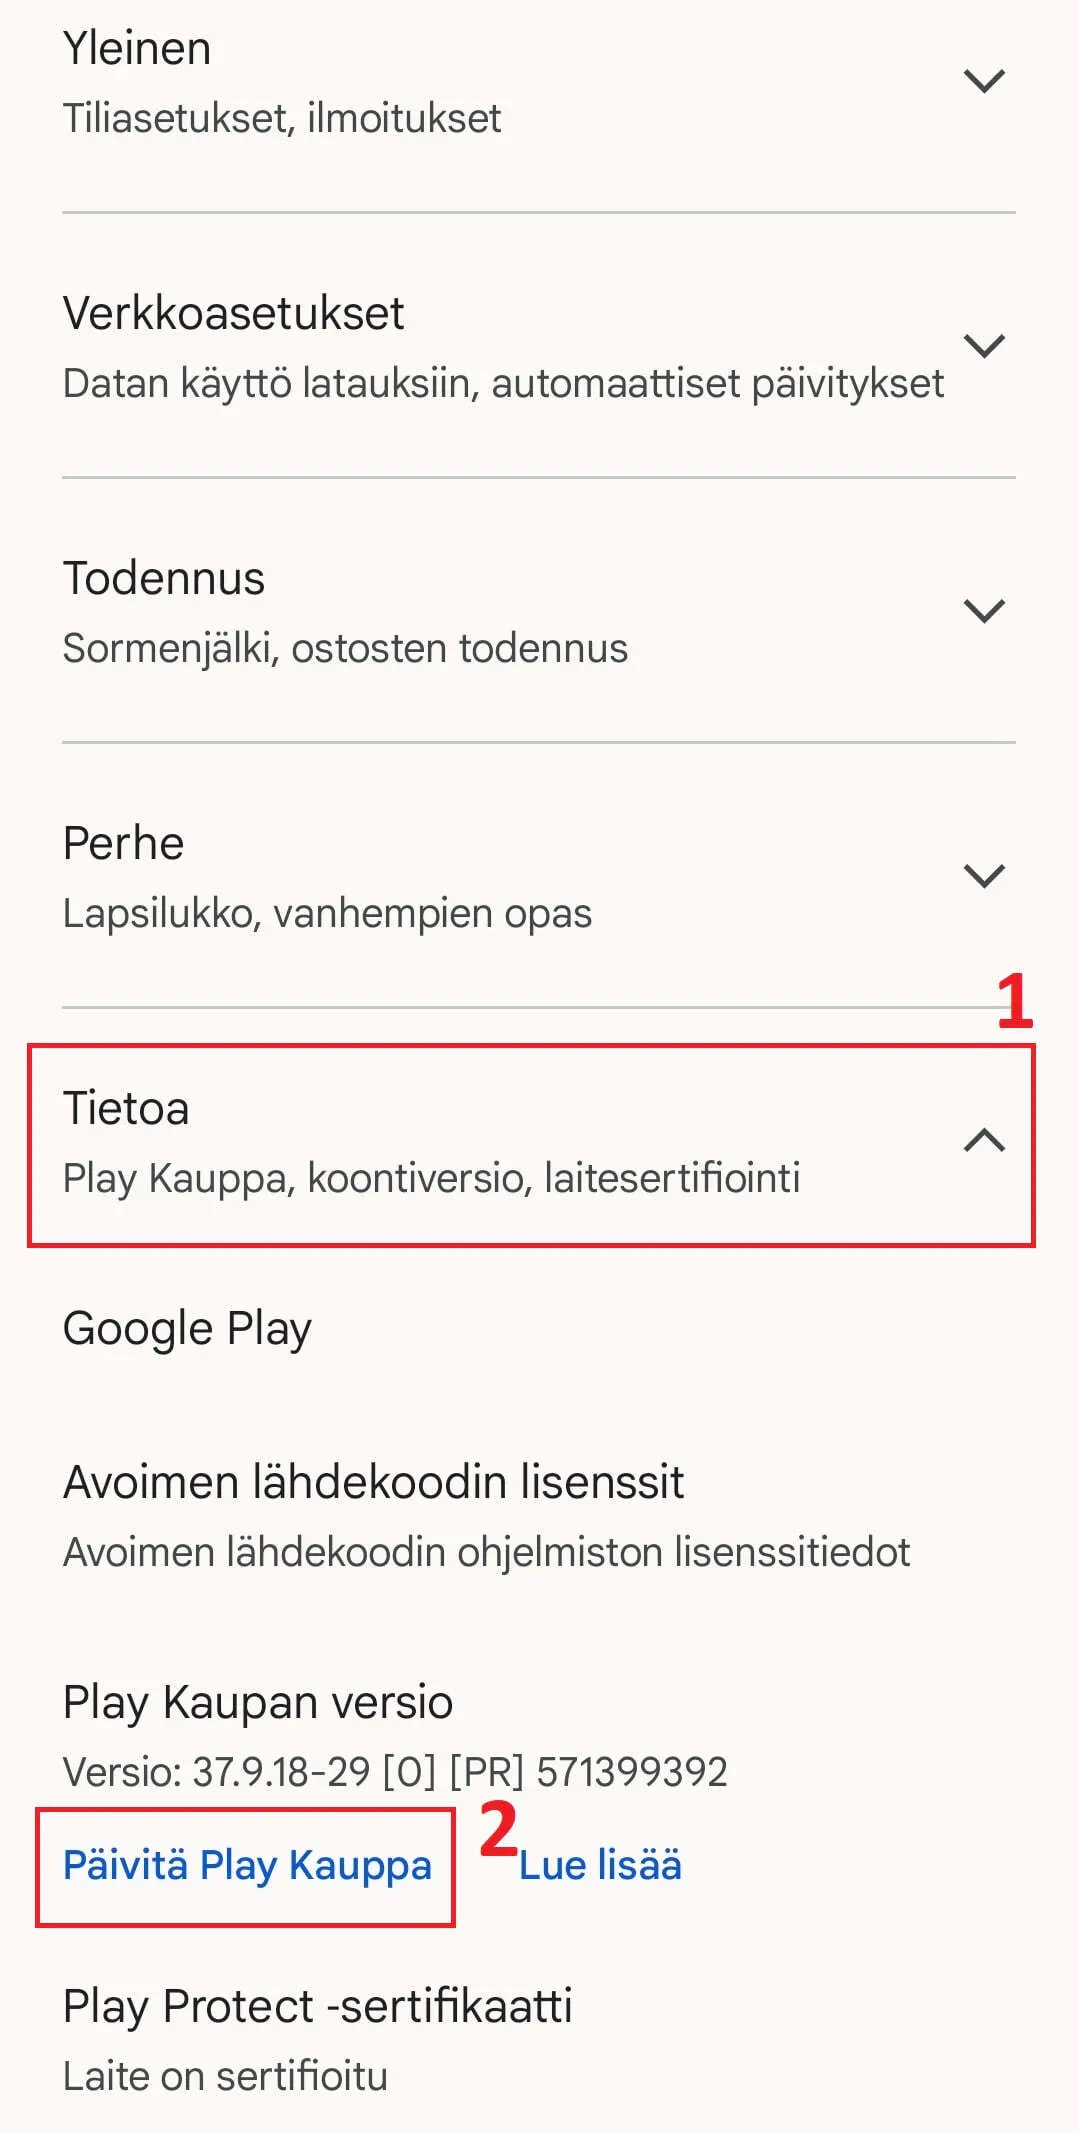 Yleinen
Tiliasetukset, ilmoitukset
Verkkoasetukset
Datan käyttö latauksiin, automaattiset päivitykset
Todennus
Sormenjälki, ostosten todennus
Perhe
Lapsilukko, vanhempien opas
1
Tietoa
Play Kauppa, koontiversio, laitesertifiointi
Google Play
Avoimen lähdekoodin lisenssit
Avoimen lähdekoodin ohjelmiston lisenssitiedot
Play Kaupan versio
Versio: 37.9.18-29 [0] [PR] 571399392
Päivitä Play Kauppa 2 Lue lisää
Play Protect -sertifikaatti
Laite on sertifioitu